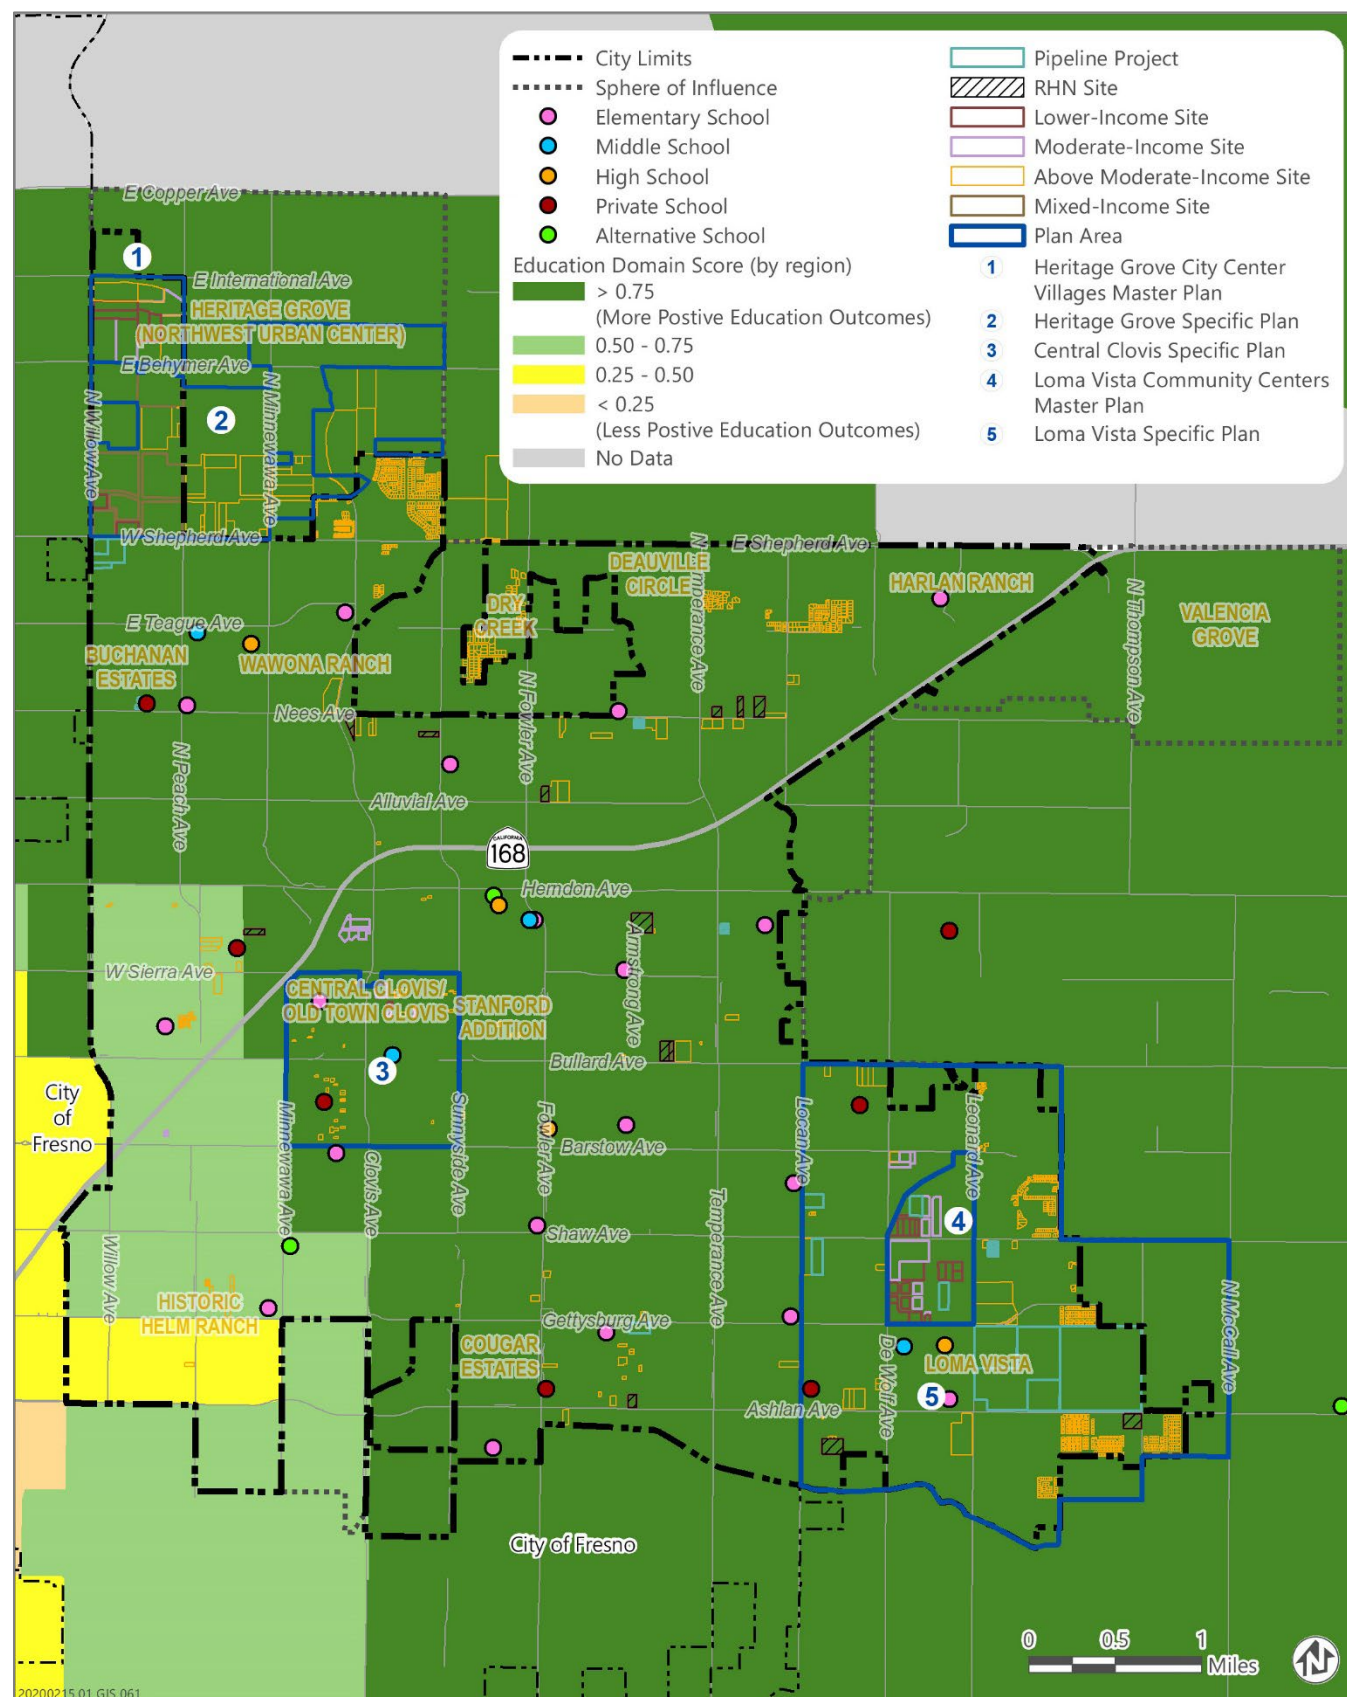 City Limits
Sphere of Influence
Elementary School
Middle School
High School
Private School
Alternative School
Education Domain Score (by region)
> 0.75
(More Postive Education Outcomes)
0.50 - 0.75
0.25 - 0.50
< 0.25
(Less Postive Education Outcomes)
No Data
Pipeline Project
RHN Site
Lower-Income Site
Moderate-Income Site
Above Moderate-Income Site
Mixed-Income Site
Plan Area
1 Heritage Grove City Center
Villages Master Plan
2 Heritage Grove Specific Plan
3 Central Clovis Specific Plan
4 Loma Vista Community Centers
Master Plan
5 Loma Vista Specific Plan
E Copper Ave
1
E International Ave
HERITAGE GROVE
(NORTHWEST URBAN CENTER)
E Behymer Ave
N Willow Ave
2
N Minnewawa Ave
W Shepherd Ave
E Shepherd Ave
DEAUVILLE
CIRCLE
N Temperance Ave
HARLAN RANCH
N Thompson Ave
VALENCIA
GROVE
DRY
CREEK
E Teague Ave
BUCHANAN
ESTATES
WAWONA RANCH
Nees Ave
N Fowler Ave
N Peach Ave
Alluvial Ave
CALIFORNIA
168
Herndon Ave
Armstrong Ave
W Sierra Ave
CENTRAL CLOVIS/
OLD TOWN CLOVIS
STANFORD
ADDITION
Bullard Ave
3
City
of
Fresno
Minnewawa Ave
Clovis Ave
Sunnyside Ave
Fowler Ave
Barstow Ave
Locan Ave
Leonard Ave
4
Temperance Ave
Shaw Ave
Willow Ave
HISTORIC
HELM RANCH
Gettysburg Ave
COUGAR
ESTATES
De Wolf Ave
LOMA VISTA
5
N McCall Ave
Ashlan Ave
City of Fresno
0 0.5 1
Miles
N
20200215.01 GIS 061